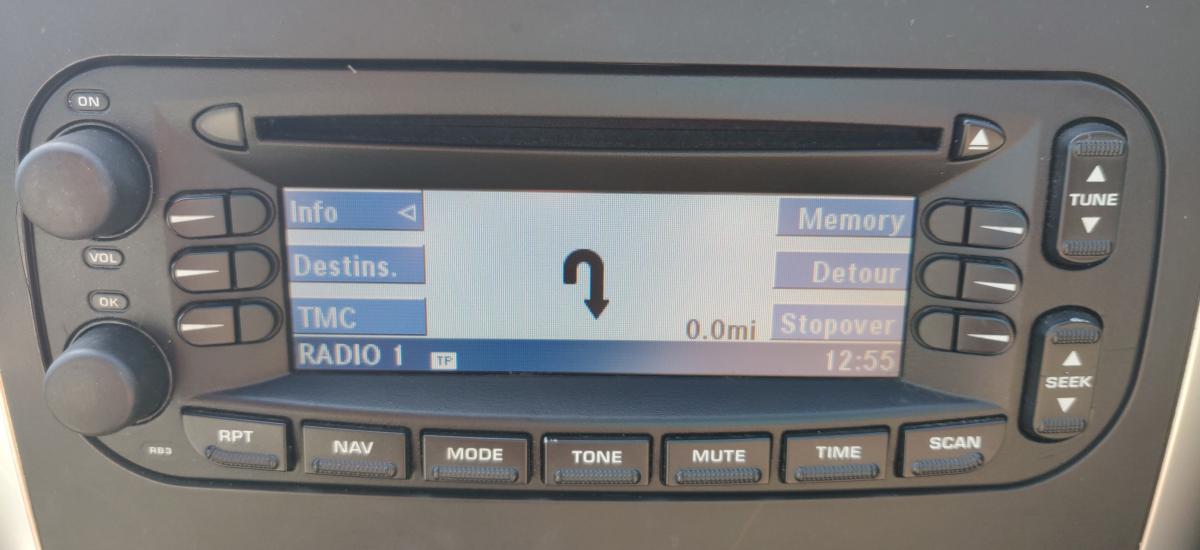 ON
VOL
OK
Info
Destins.
TMC
RADIO 1 TP
0.0mi
Memory
Detour
Stopover
12:55
TUNE
SEEK
RB3
RPT
NAV
MODE
TONE
MUTE
TIME
SCAN